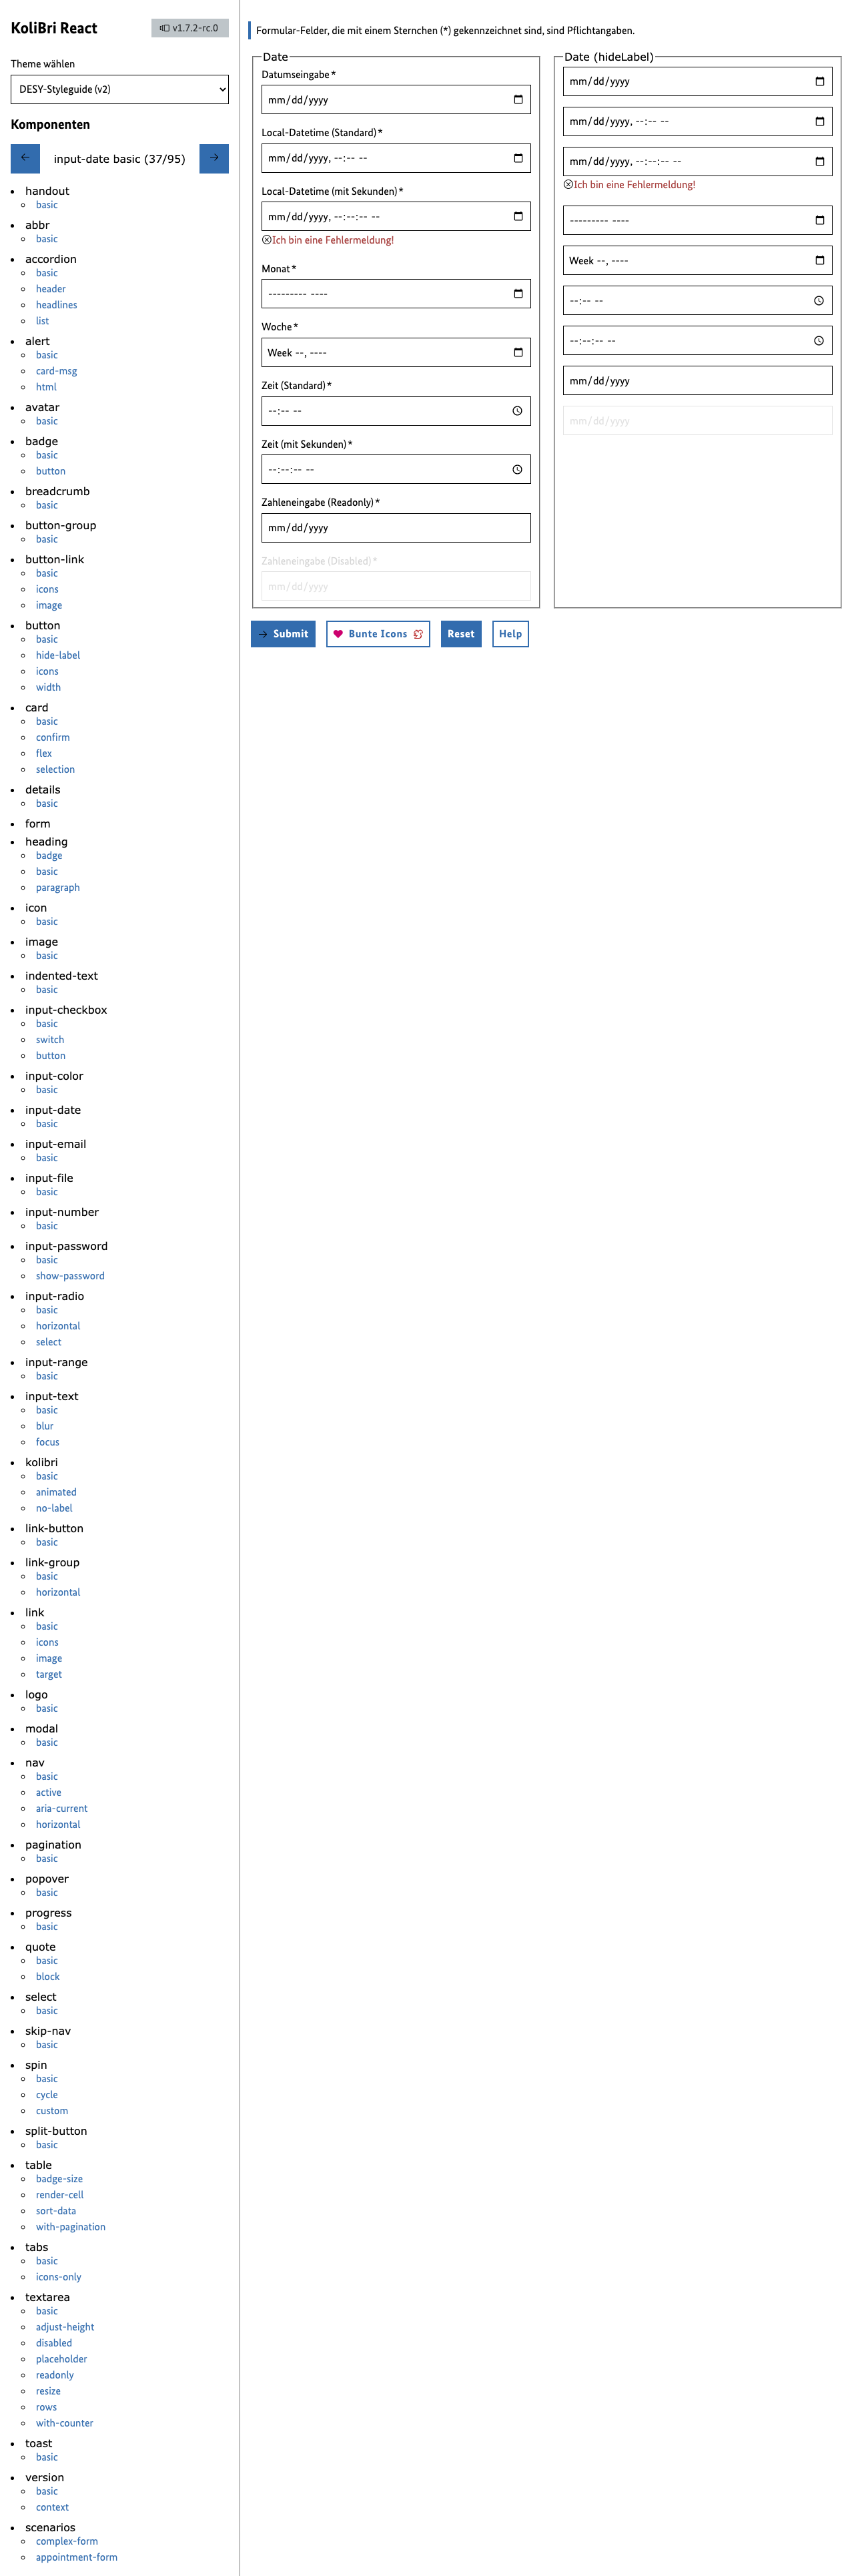 KoliBri React
v1.7.2-rc.0
Theme wählen
DESY-Styleguide (v2)
Komponenten
input-date basic (37/95)
handout
basic
abbr
basic
accordion
basic
header
headlines
list
alert
basic
card-msg
html
avatar
basic
badge
basic
button
breadcrumb
basic
button-group
basic
button-link
basic
icons
image
button
basic
hide-label
icons
width
card
basic
confirm
flex
selection
details
basic
form
heading
badge
basic
paragraph
icon
basic
image
basic
indented-text
basic
input-checkbox
basic
switch
button
input-color
basic
input-date
basic
input-email
basic
input-file
basic
input-number
basic
input-password
basic
show-password
input-radio
basic
horizontal
select
input-range
basic
input-text
basic
blur
focus
kolibri
basic
animated
no-label
link-button
basic
link-group
basic
horizontal
link
basic
icons
image
target
logo
basic
modal
basic
nav
basic
active
aria-current
horizontal
pagination
basic
popover
basic
progress
basic
quote
basic
block
select
basic
skip-nav
basic
spin
basic
cycle
custom
split-button
basic
table
badge-size
render-cell
sort-data
with-pagination
tabs
basic
icons-only
textarea
basic
adjust-height
disabled
placeholder
readonly
resize
rows
with-counter
toast
basic
version
basic
context
scenarios
complex-form
appointment-form
Formular-Felder, die mit einem Sternchen (*) gekennzeichnet sind, sind Pflichtangaben.
Date
Datumseingabe*
mm/dd/yyyy
Local-Datetime (Standard)*
mm/dd/yyyy, --:-- --
Local-Datetime (mit Sekunden)*
mm/dd/yyyy, --:--:-- --
Ich bin eine Fehlermeldung!
Monat*
--------- ----
Woche*
Week --, ----
Zeit (Standard)*
--:-- --
Zeit (mit Sekunden)*
--:--:-- --
Zahleneingabe (Readonly)*
mm/dd/yyyy
Zahleneingabe (Disabled)*
mm/dd/yyyy
Date (hideLabel)
mm/dd/yyyy
mm/dd/yyyy, --:-- --
mm/dd/yyyy, --:--:-- --
Ich bin eine Fehlermeldung!
--------- ----
Week --, ----
--:-- --
--:--:-- --
mm/dd/yyyy
mm/dd/yyyy
Submit
Bunte Icons
Reset
Help